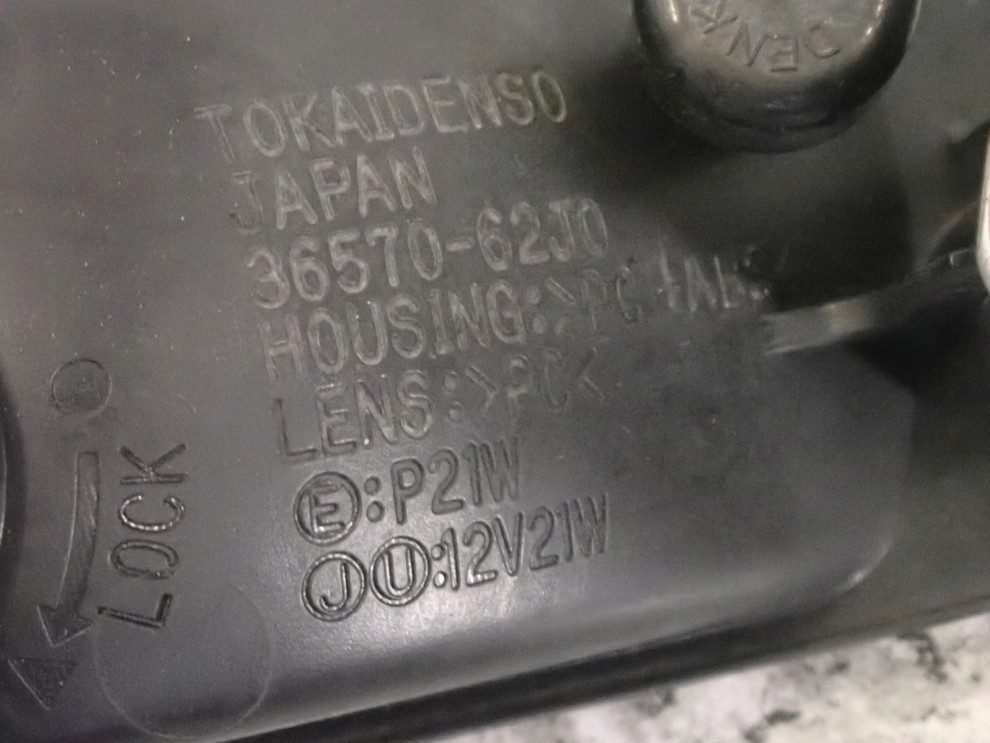 TOKAIDENSO
JAPAN
36570-62J0
HOUSING:>PC+ABS
LENS:>PC<
Ⓔ:P21W
ⒿⓊ:12V21W
LOCK